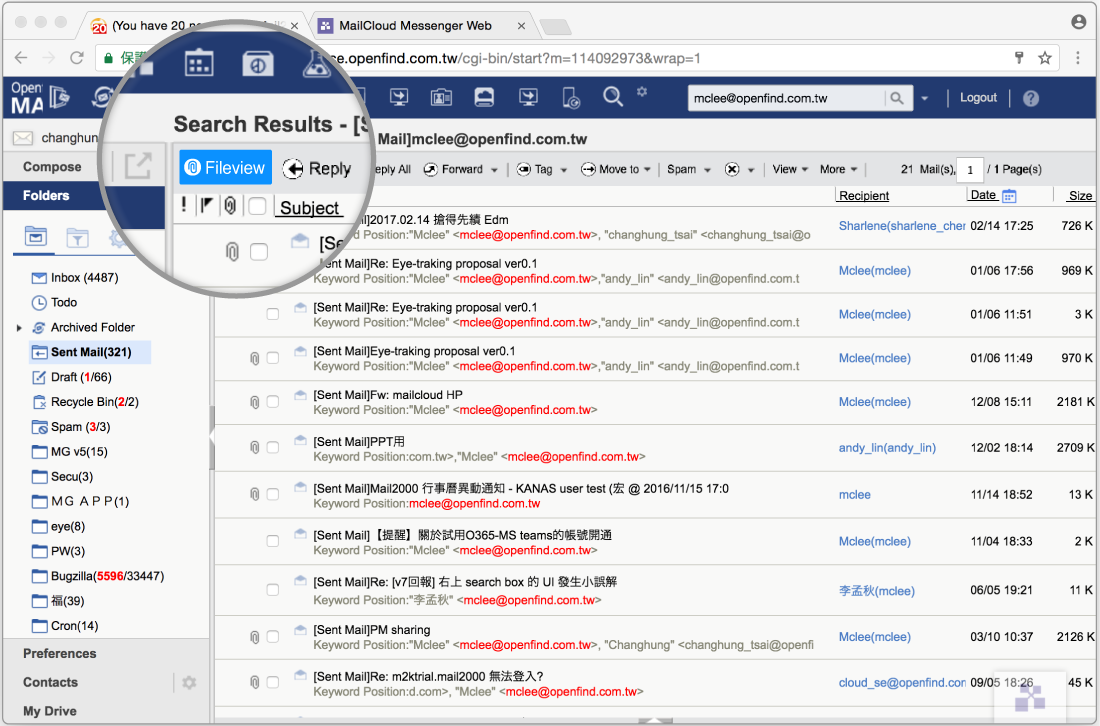 20 (You have 20 ne
MailCloud Messenger Web
保護
se.openfind.com.tw/cgi-bin/start?m=114092973&wrap=1
Open
MA
mclee@openfind.com.tw
Logout
changhun
Search Results - [S
Mail]mclee@openfind.com.tw
Compose
Fileview
Reply
eply All
Forward
Tag
Move to
Spam
View
More
21 Mail(s), 1 / 1 Page(s)
Folders
! Subject
Recipient
Date
Size
Mail]2017.02.14 搶得先績 Edm
Keyword Position:"Mclee" <mclee@openfind.com.tw>, "changhung_tsai" <changhung_tsai@o
Sharlene(sharlene_cher 02/14 17:25 726 K
[Se
[Sent Mail]Re: Eye-traking proposal ver0.1
Keyword Position:"Mclee" <mclee@openfind.com.tw>,"andy_lin" <andy_lin@openfind.com.t
Mclee(mclee) 01/06 17:56 969 K
[Sent Mail]Re: Eye-traking proposal ver0.1
Keyword Position:"Mclee" <mclee@openfind.com.tw>,"andy_lin" <andy_lin@openfind.com.t
Mclee(mclee) 01/06 11:51 3 K
[Sent Mail]Eye-traking proposal ver0.1
Keyword Position:"Mclee" <mclee@openfind.com.tw>,"andy_lin" <andy_lin@openfind.com.t
Mclee(mclee) 01/06 11:49 970 K
[Sent Mail]Fw: mailcloud HP
Keyword Position:"Mclee" <mclee@openfind.com.tw>
Mclee(mclee) 12/08 15:11 2181 K
[Sent Mail]PPT用
Keyword Position:com.tw>,"Mclee" <mclee@openfind.com.tw>
andy_lin(andy_lin) 12/02 18:14 2709 K
[Sent Mail]Mail2000 行事曆異動通知 - KANAS user test (宏 @ 2016/11/15 17:0
Keyword Position:mclee@openfind.com.tw
mclee 11/14 18:52 13 K
[Sent Mail]【提醒】關於試用O365-MS teams的帳號開通
Keyword Position:"Mclee" <mclee@openfind.com.tw>
Mclee(mclee) 11/04 18:33 2 K
[Sent Mail]Re: [v7回報] 右上 search box 的 UI 發生小誤解
Keyword Position:"李孟秋" <mclee@openfind.com.tw>
李孟秋(mclee) 06/05 19:21 11 K
[Sent Mail]PM sharing
Keyword Position:"Mclee" <mclee@openfind.com.tw>, "Changhung" <changhung_tsai@openfi
Mclee(mclee) 03/10 10:37 2126 K
[Sent Mail]Re: m2ktrial.mail2000 無法登入?
Keyword Position:d.com>, "Mclee" <mclee@openfind.com.tw>
cloud_se@openfind.con 09/05 18:26 45 K
Inbox (4487)
Todo
Archived Folder
Sent Mail(321)
Draft (1/66)
Recycle Bin(2/2)
Spam (3/3)
MG v5(15)
Secu(3)
ＭＧ ＡＰＰ(1)
eye(8)
PW(3)
Bugzilla(5596/33447)
福(39)
Cron(14)
Preferences
Contacts
My Drive